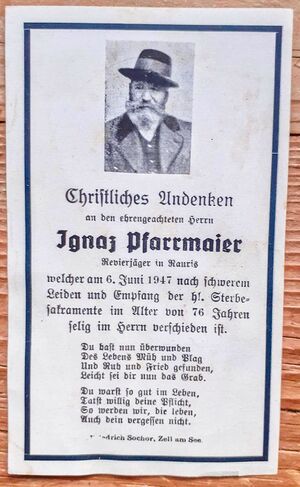 Christliches Andenken
an den ehrengeachteten Herrn
Ignaz Pfarrmaier
Revierjäger in Rauris
welcher am 6. Juni 1947 nach schwerem
Leiden und Empfang der hl. Sterbe-
sakramente im Alter von 76 Jahren
selig im Herrn verschieden ist.
Du hast nun überwunden
Des Lebens Müh und Plag
Und Ruh und Fried gefunden,
Leicht sei dir nun das Grab.
Du warst so gut im Leben,
Tatst willig deine Pflicht,
So werden wir, die leben,
Auch dein vergessen nicht.
Friedrich Sochor, Zell am See.